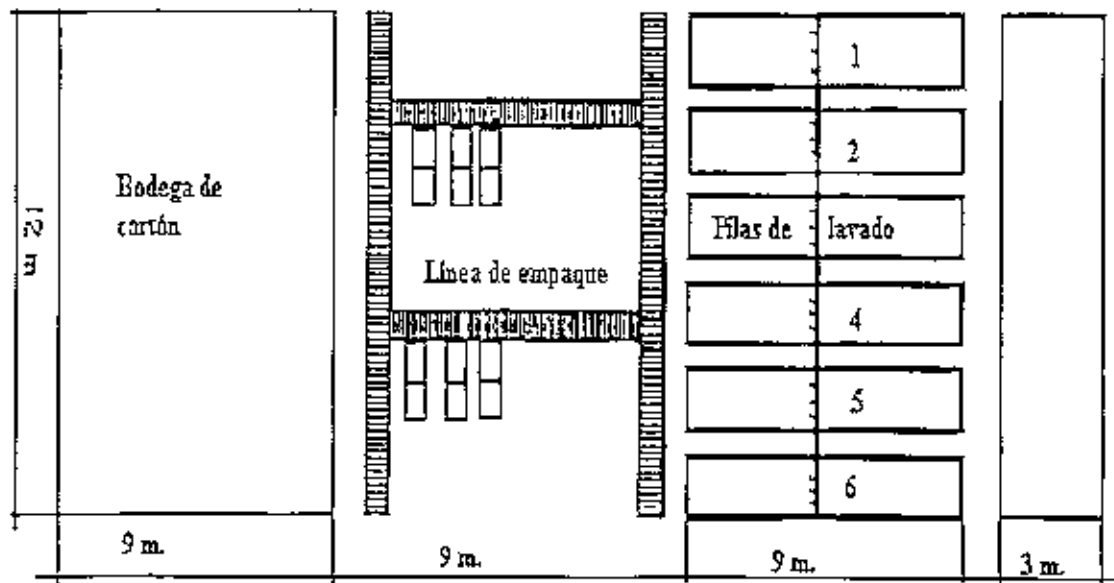 1
2
Bodega de
cartón
Pilas de lavado
Línea de empaque
4
5
6
9 m.
9 m.
9 m.
3 m.